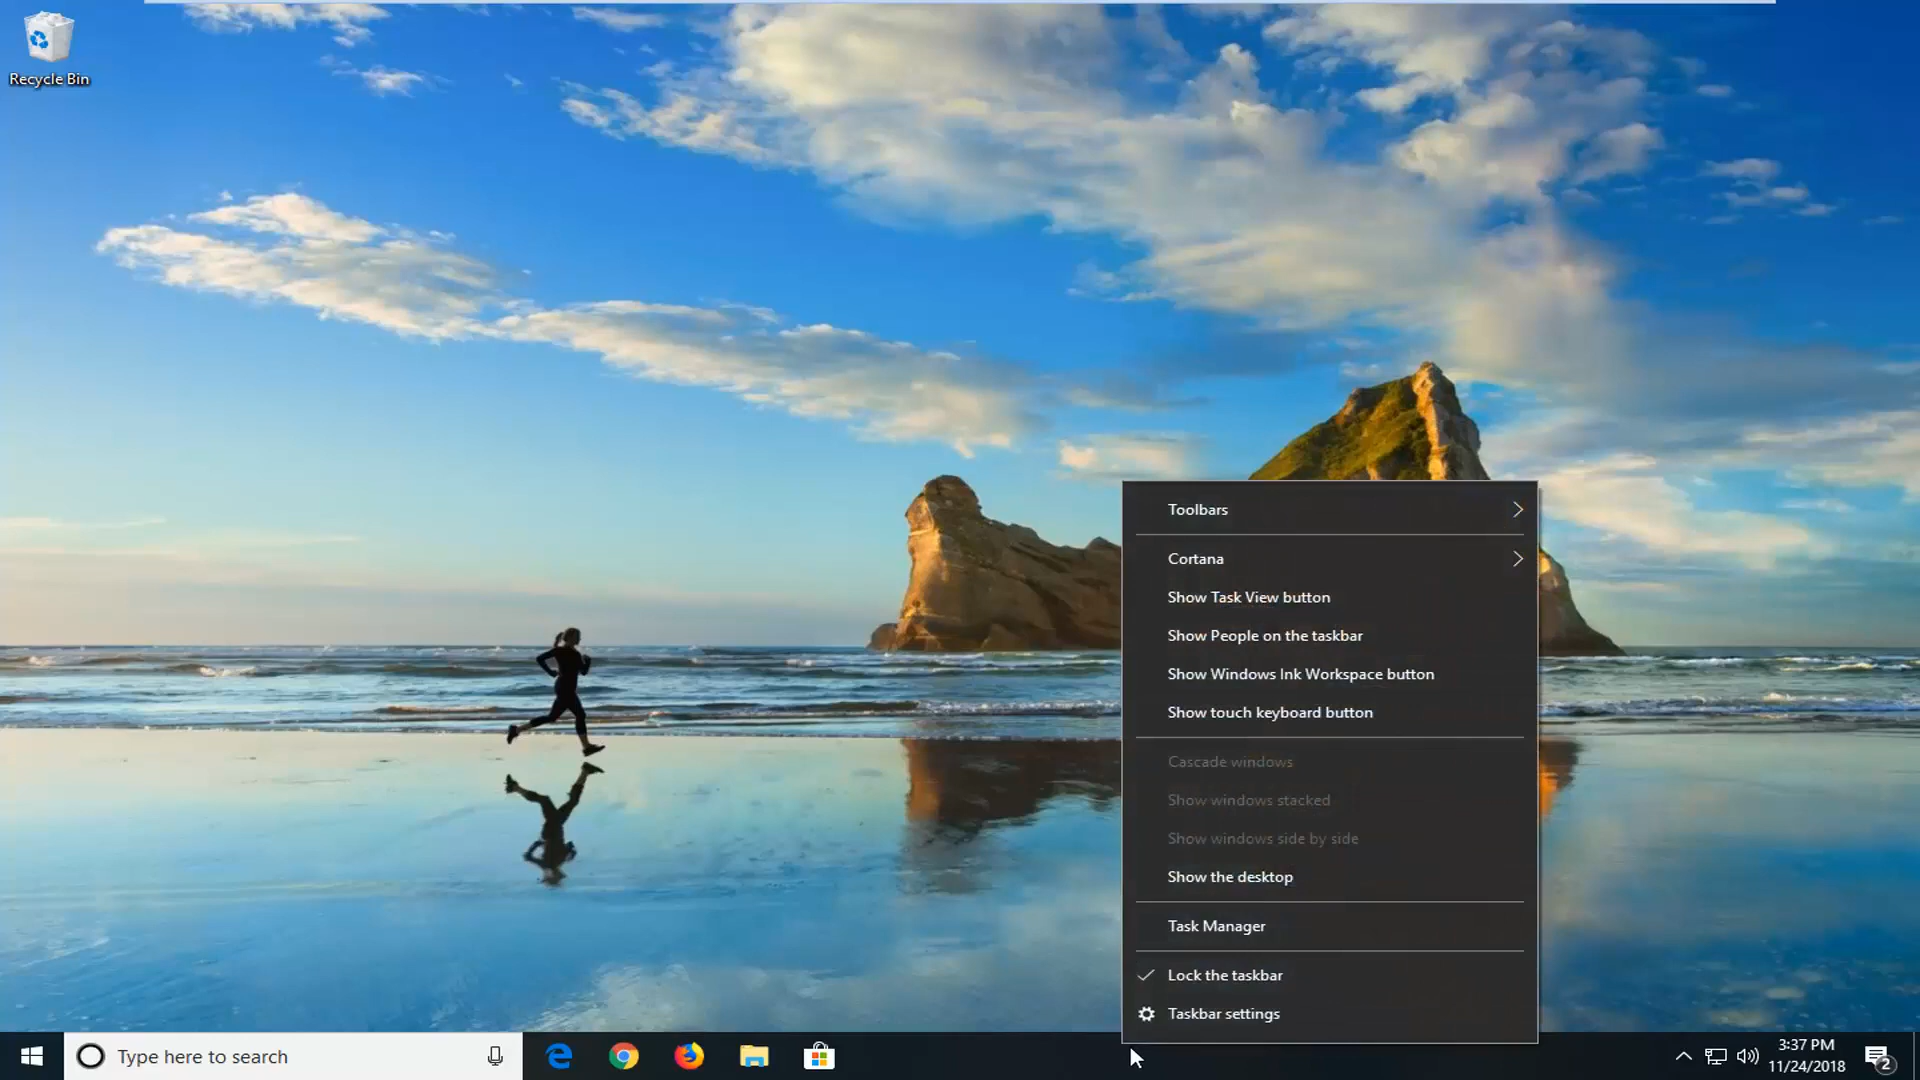 Recycle Bin
Toolbars
Cortana
Show Task View button
Show People on the taskbar
Show Windows Ink Workspace button
Show touch keyboard button
Cascade windows
Show windows stacked
Show windows side by side
Show the desktop
Task Manager
Lock the taskbar
Taskbar settings
Type here to search
3:37 PM
11/24/2018
2